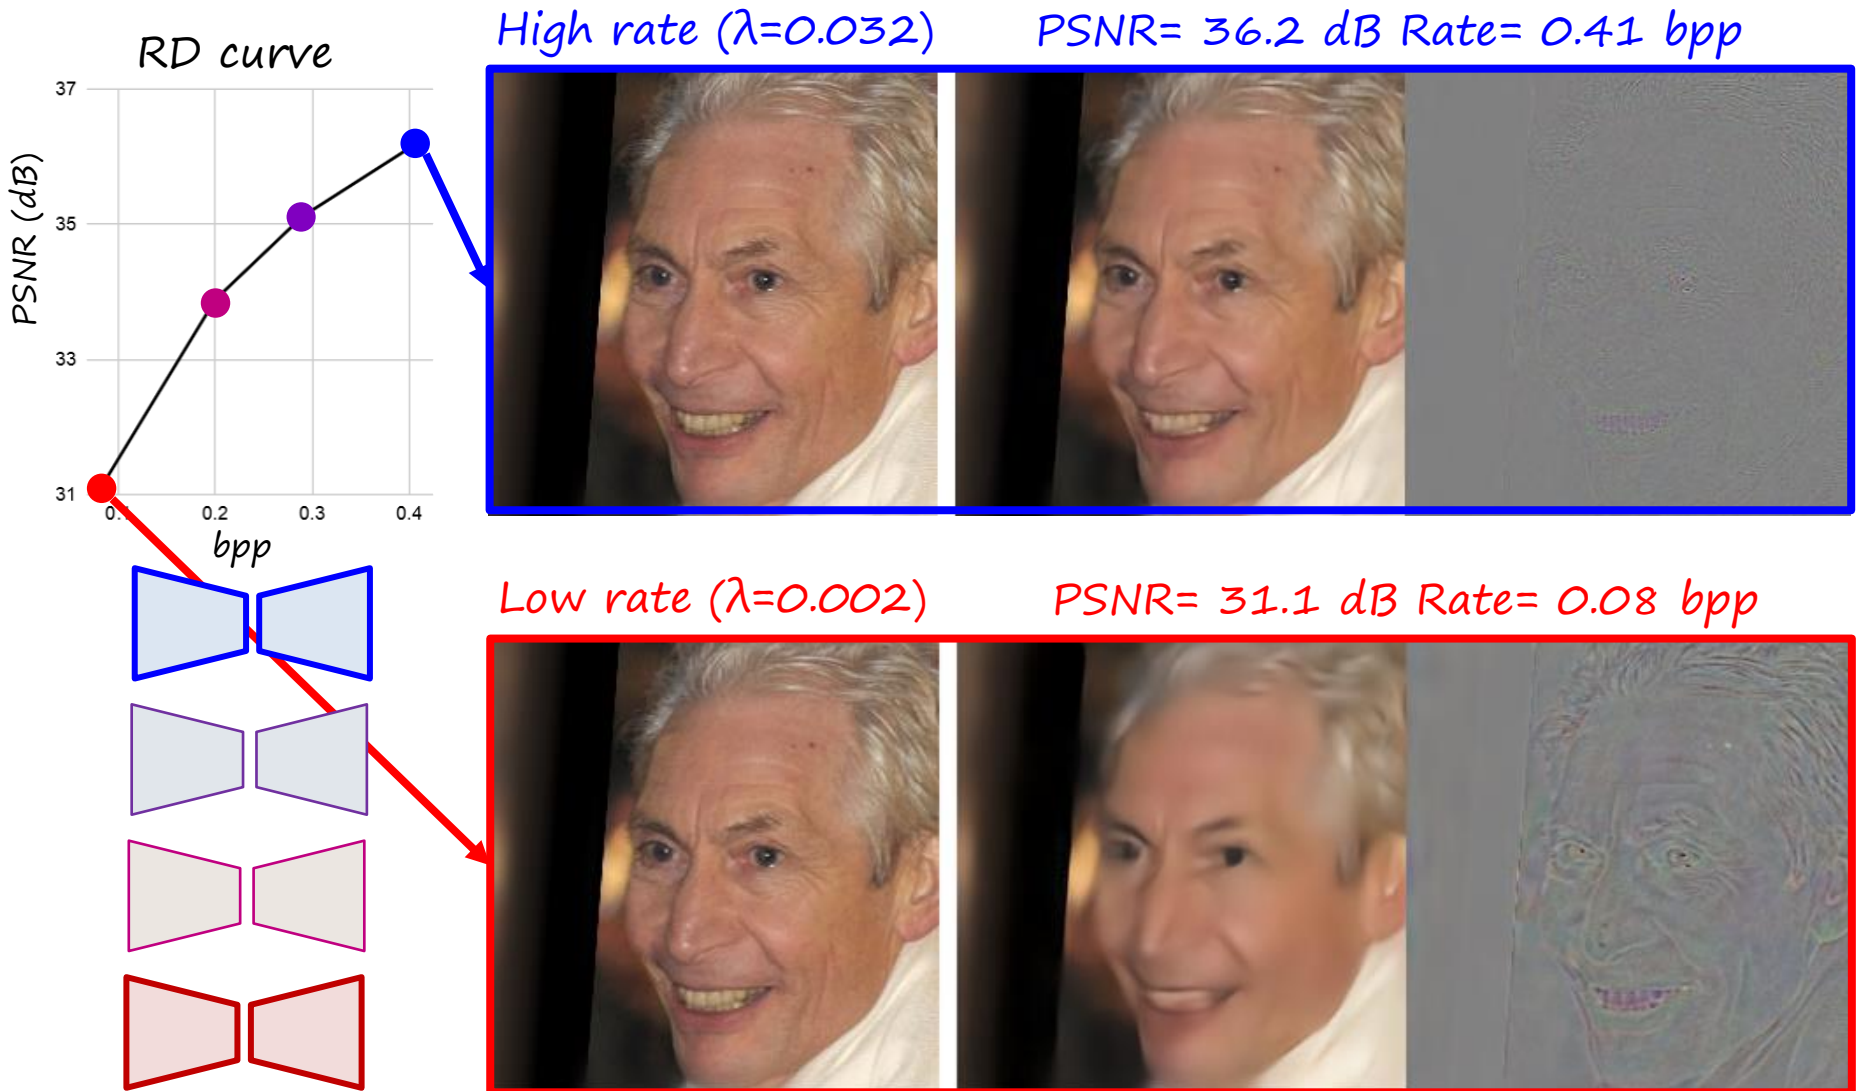 RD curve
37
35
33
31
PSNR (dB)
0.2
0.3
0.4
bpp
High rate (λ=0.032)
PSNR= 36.2 dB Rate= 0.41 bpp
Low rate (λ=0.002)
PSNR= 31.1 dB Rate= 0.08 bpp